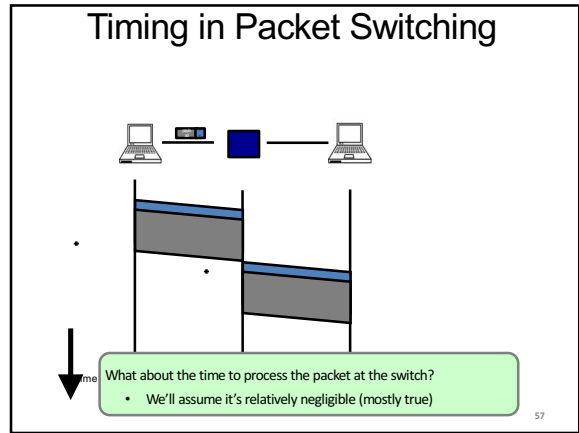 Timing in Packet Switching
What about the time to process the packet at the switch?
• We'll assume it's relatively negligible (mostly true)
57